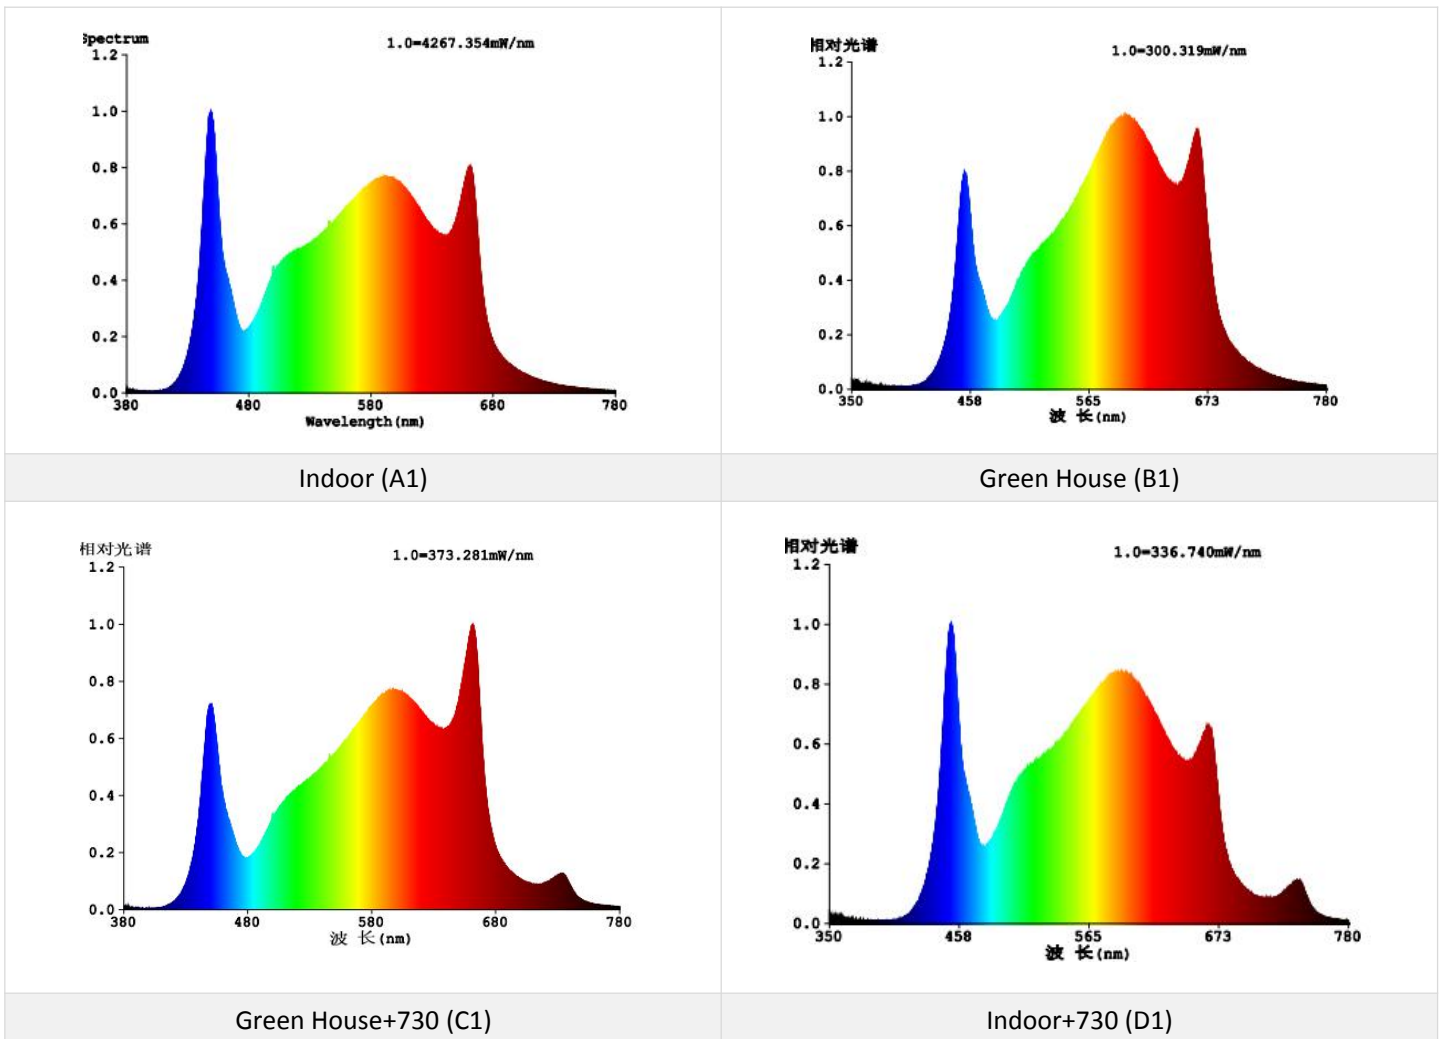 Spectrum
1.0=4267.354mW/nm
1.2
1.0
0.8
0.6
0.4
0.2
0.0
380 480 580 680 780
Wavelength(nm)
Indoor (A1)
相对光谱
1.0=300.319mW/nm
1.2
1.0
0.8
0.6
0.4
0.2
0.0
350 458 565 673 780
波 长(nm)
Green House (B1)
相对光谱
1.0=373.281mW/nm
1.2
1.0
0.8
0.6
0.4
0.2
0.0
380 480 580 680 780
波 长(nm)
Green House+730 (C1)
相对光谱
1.0=336.740mW/nm
1.2
1.0
0.8
0.6
0.4
0.2
0.0
350 458 565 673 780
波 长(nm)
Indoor+730 (D1)